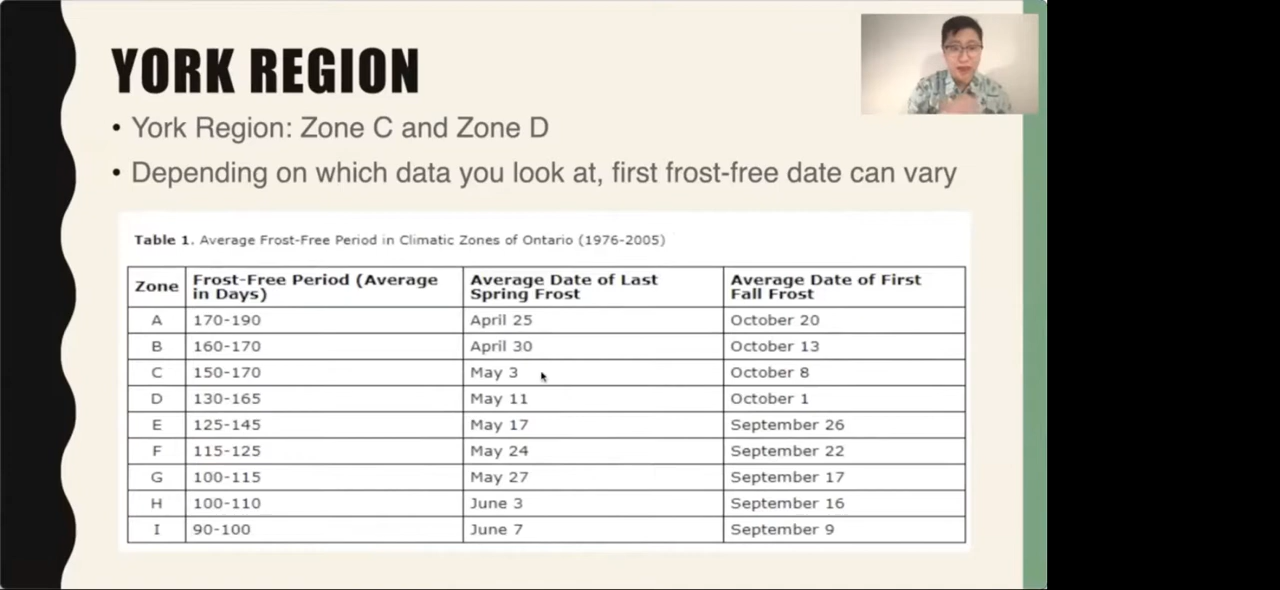 YORK REGION
• York Region: Zone C and Zone D
• Depending on which data you look at, first frost-free date can vary
Table 1. Average Frost-Free Period in Climatic Zones of Ontario (1976-2005)
Zone Frost-Free Period (Average in Days) Average Date of Last Spring Frost Average Date of First Fall Frost
A 170-190 April 25 October 20
B 160-170 April 30 October 13
C 150-170 May 3 October 8
D 130-165 May 11 October 1
E 125-145 May 17 September 26
F 115-125 May 24 September 22
G 100-115 May 27 September 17
H 100-110 June 3 September 16
I 90-100 June 7 September 9